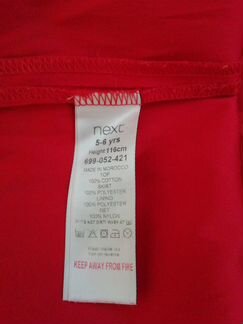 next
5-6 yrs
Height 116cm
699-052-421
MADE IN MOROCCO
TOP
100% COTTON
SKIRT
100% POLYESTER
LINING
100% POLYESTER
NET
100% NYLON
KEEP AWAY FROM FIRE